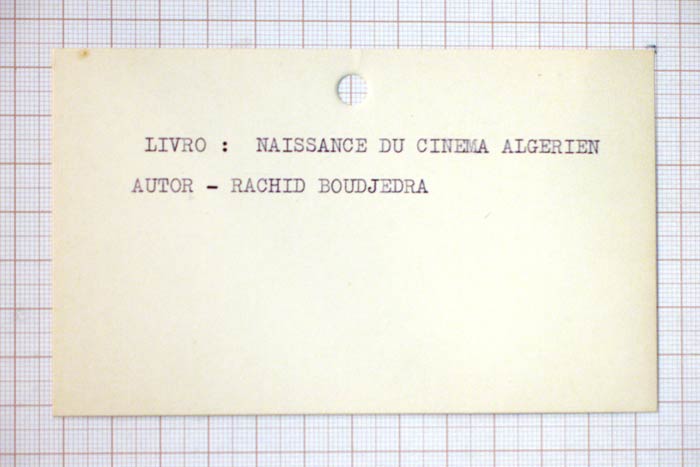 LIVRO : NAISSANCE DU CINEMA ALGERIEN
AUTOR - RACHID BOUDJEDRA